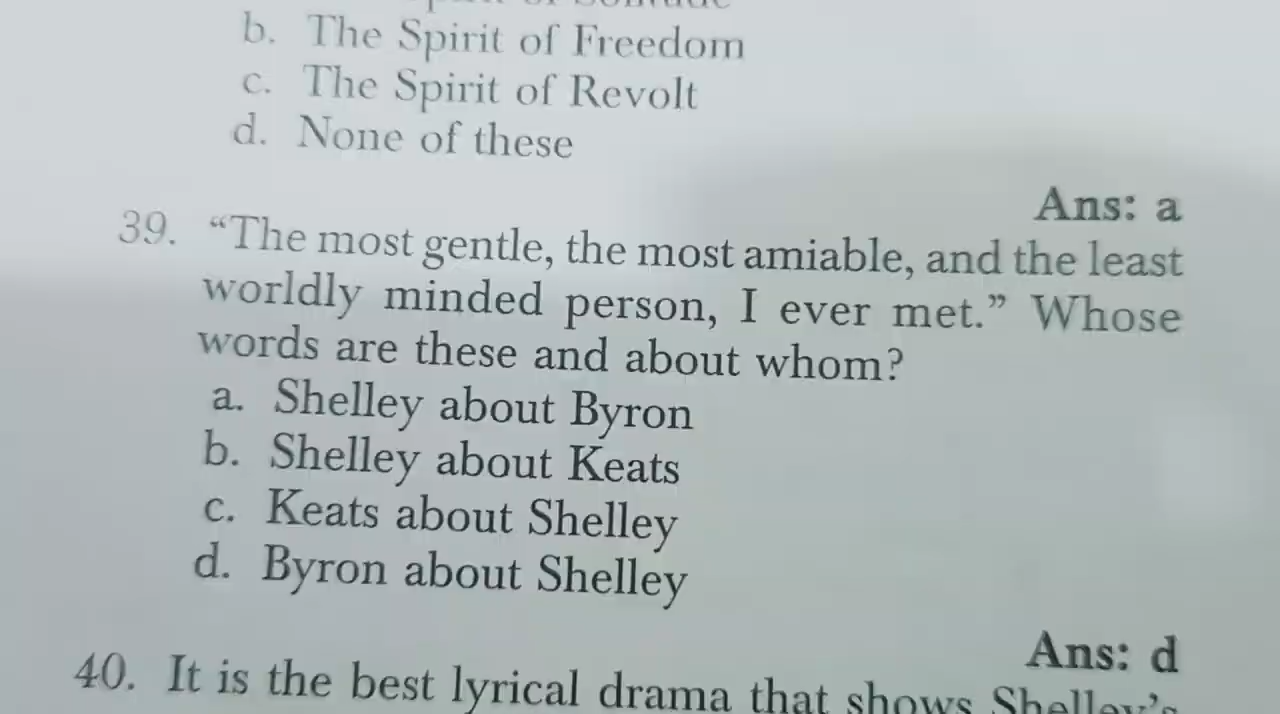 b. The Spirit of Freedom
c. The Spirit of Revolt
d. None of these
Ans: a
39. “The most gentle, the most amiable, and the least
worldly minded person, I ever met.” Whose
words are these and about whom?
a. Shelley about Byron
b. Shelley about Keats
c. Keats about Shelley
d. Byron about Shelley
Ans: d
40. It is the best lyrical drama that shows Shelley’s